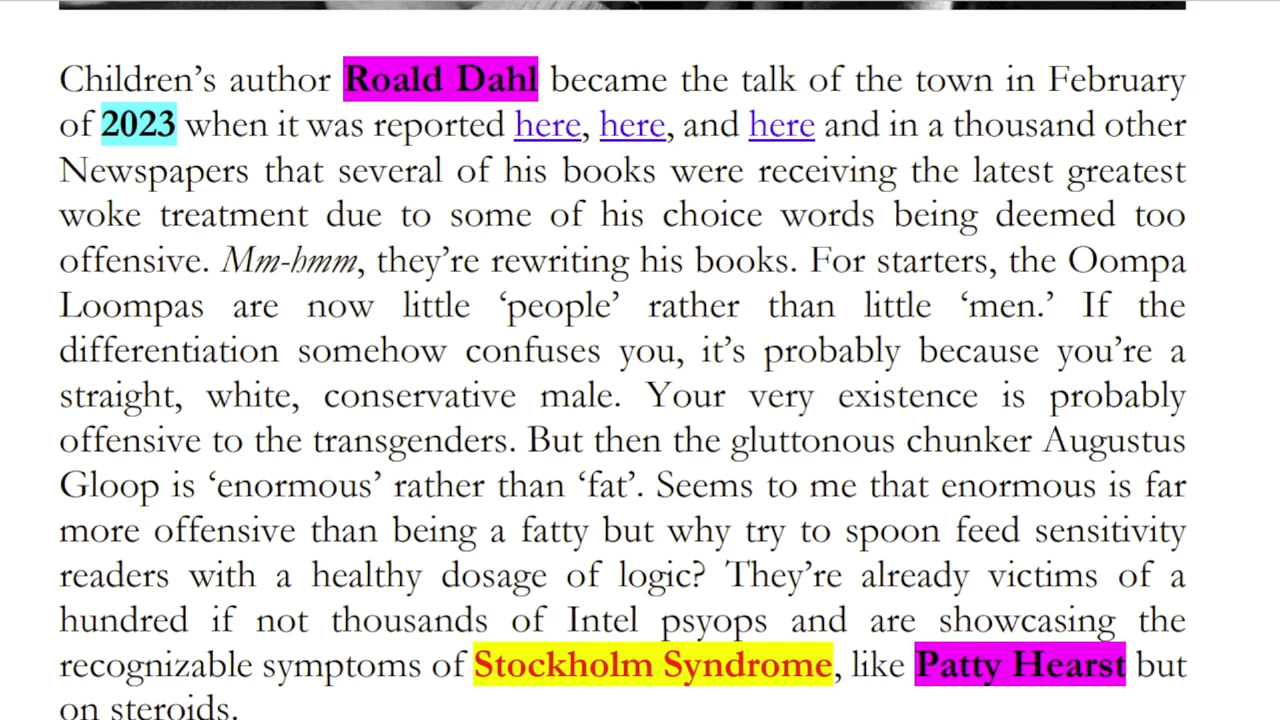 Children’s author Roald Dahl became the talk of the town in February
of 2023 when it was reported here, here, and here and in a thousand other
Newspapers that several of his books were receiving the latest greatest
woke treatment due to some of his choice words being deemed too
offensive. Mm-hmm, they’re rewriting his books. For starters, the Oompa
Loompas are now little ‘people’ rather than little ‘men.’ If the
differentiation somehow confuses you, it’s probably because you’re a
straight, white, conservative male. Your very existence is probably
offensive to the transgenders. But then the gluttonous chunker Augustus
Gloop is ‘enormous’ rather than ‘fat’. Seems to me that enormous is far
more offensive than being a fatty but why try to spoon feed sensitivity
readers with a healthy dosage of logic? They’re already victims of a
hundred if not thousands of Intel psyops and are showcasing the
recognizable symptoms of Stockholm Syndrome, like Patty Hearst but
on steroids.